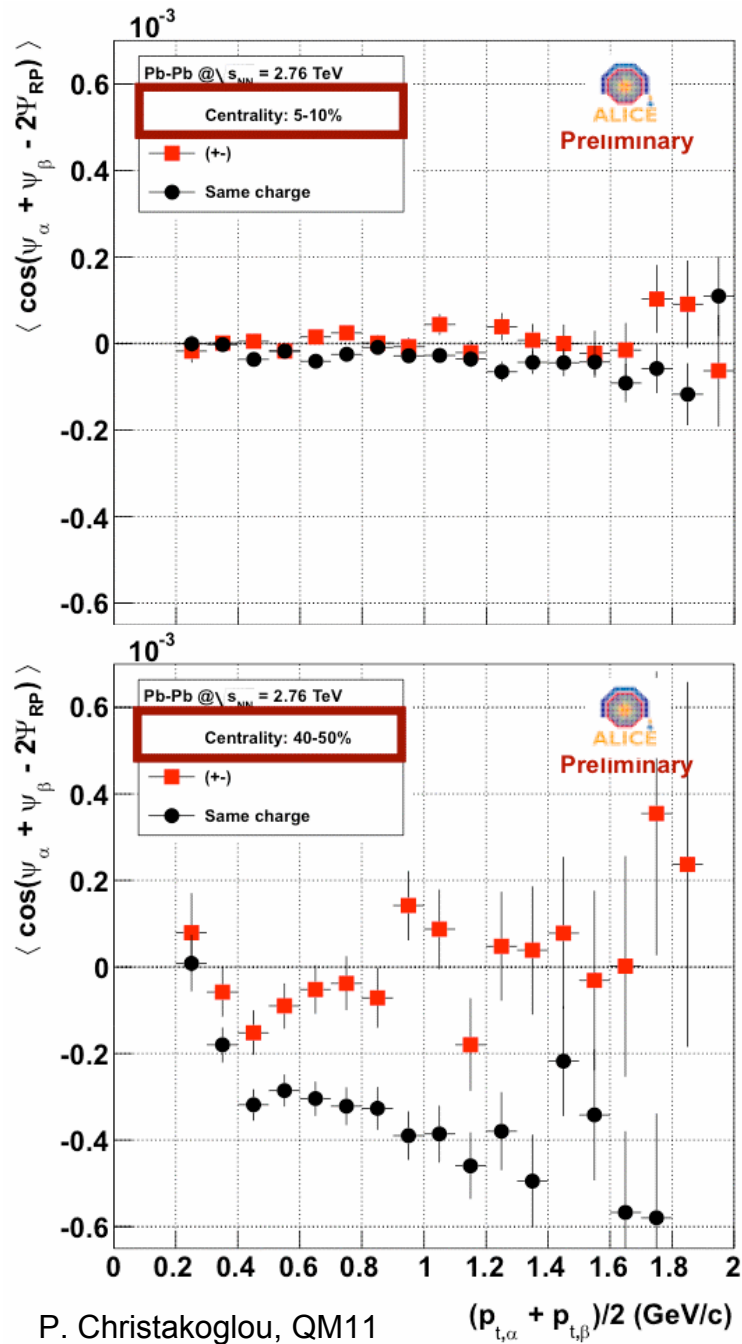 10⁻³
⟨ cos(ψα + ψβ - 2ΨRP) ⟩
0.6
0.4
0.2
0
-0.2
-0.4
-0.6
Pb-Pb @\ sNN = 2.76 TeV
Centrality: 5-10%
(+-)
Same charge
ALICE
Preliminary
10⁻³
⟨ cos(ψα + ψβ - 2ΨRP) ⟩
0.6
0.4
0.2
0
-0.2
-0.4
-0.6
Pb-Pb @\ sNN = 2.76 TeV
Centrality: 40-50%
(+-)
Same charge
ALICE
Preliminary
0 0.2 0.4 0.6 0.8 1 1.2 1.4 1.6 1.8 2
(pt,α + pt,β)/2 (GeV/c)
P. Christakoglou, QM11